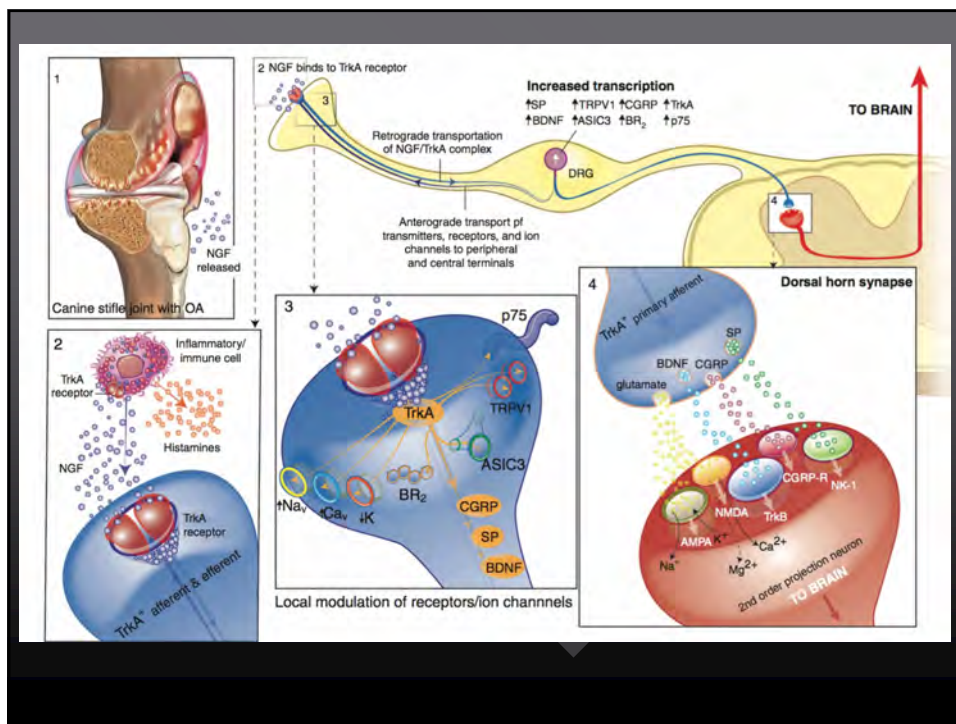 1
NGF
released
Canine stifle joint with OA
2 NGF binds to TrkA receptor
3
Retrograde transportation
of NGF/TrkA complex
Anterograde transport pf
transmitters, receptors, and ion
channels to peripheral
and central terminals
Increased transcription
↑SP ↑TRPV1 ↑CGRP ↑TrkA
↑BDNF ↑ASIC3 ↑BR2 ↑p75
DRG
TO BRAIN
4
2
Inflammatory/
immune cell
TrkA
receptor
Histamines
NGF
TrkA
receptor
TrkA+ afferent & efferent
3
p75
TrkA
TRPV1
ASIC3
BR2
↑Nav
↑Cav
↓K
CGRP
SP
BDNF
Local modulation of receptors/ion channnels
4
Dorsal horn synapse
TrkA+ primary afferent
SP
BDNF CGRP
glutamate
CGRP-R
NK-1
NMDA
TrkB
AMPA
K+
Ca2+
Na+
Mg2+
2nd order projection neuron
TO BRAIN